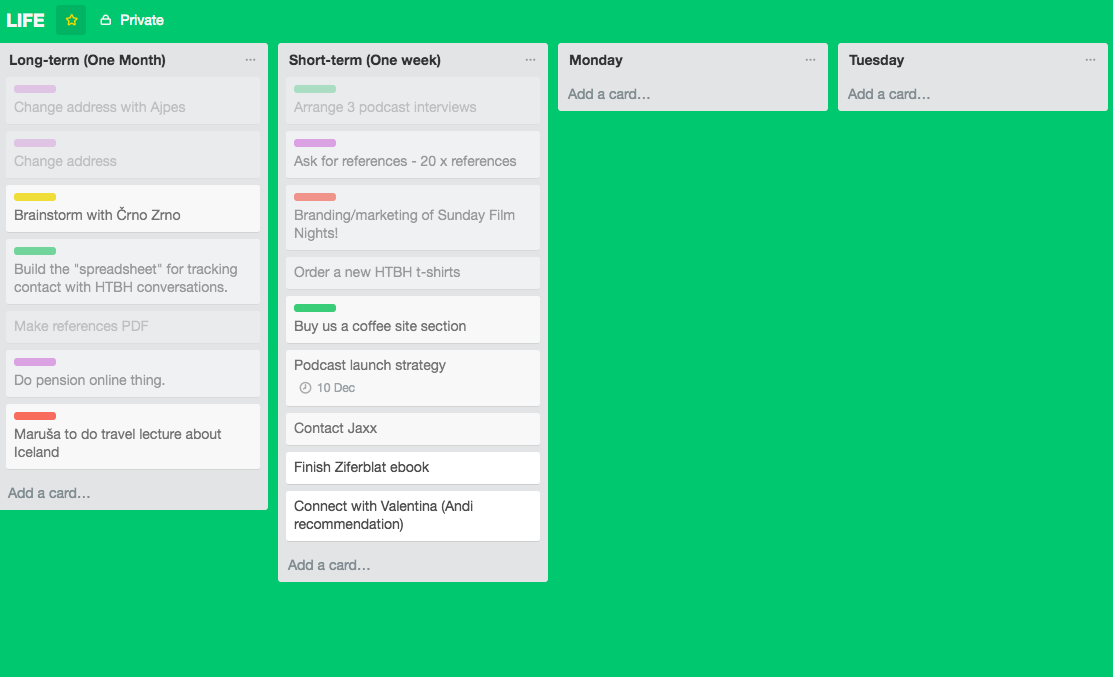 LIFE
Private
Long-term (One Month)
Change address with Ajpes
Change address
Brainstorm with Črno Zrno
Build the "spreadsheet" for tracking
contact with HTBH conversations.
Make references PDF
Do pension online thing.
Maruša to do travel lecture about
Iceland
Add a card…
Short-term (One week)
Arrange 3 podcast interviews
Ask for references - 20 x references
Branding/marketing of Sunday Film
Nights!
Order a new HTBH t-shirts
Buy us a coffee site section
Podcast launch strategy
10 Dec
Contact Jaxx
Finish Ziferblat ebook
Connect with Valentina (Andi
recommendation)
Add a card…
Monday
Add a card…
Tuesday
Add a card…